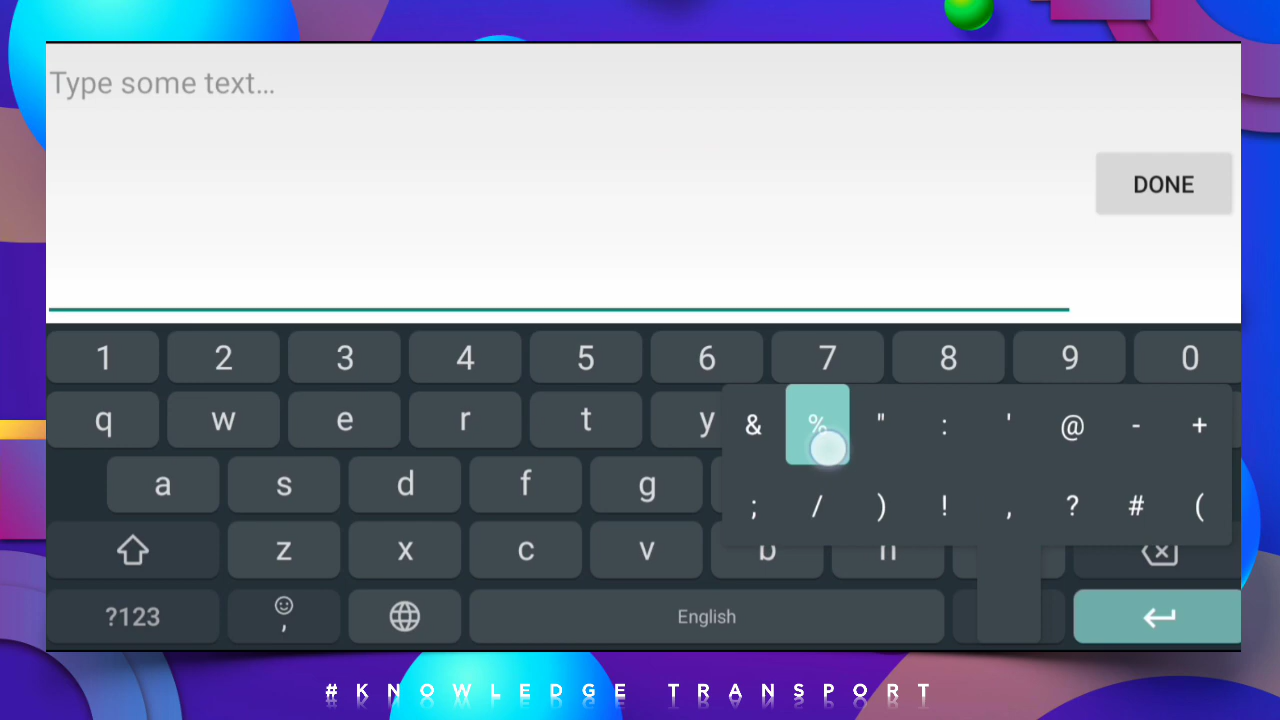 Type some text...
DONE
1 2 3 4 5 6 7 8 9 0
q w e r t y
& % " : ' @ - +
a s d f g
; / ) ! , ? # (
z x c v b n
?123 , English
#KNOWLEDGE TRANSPORT